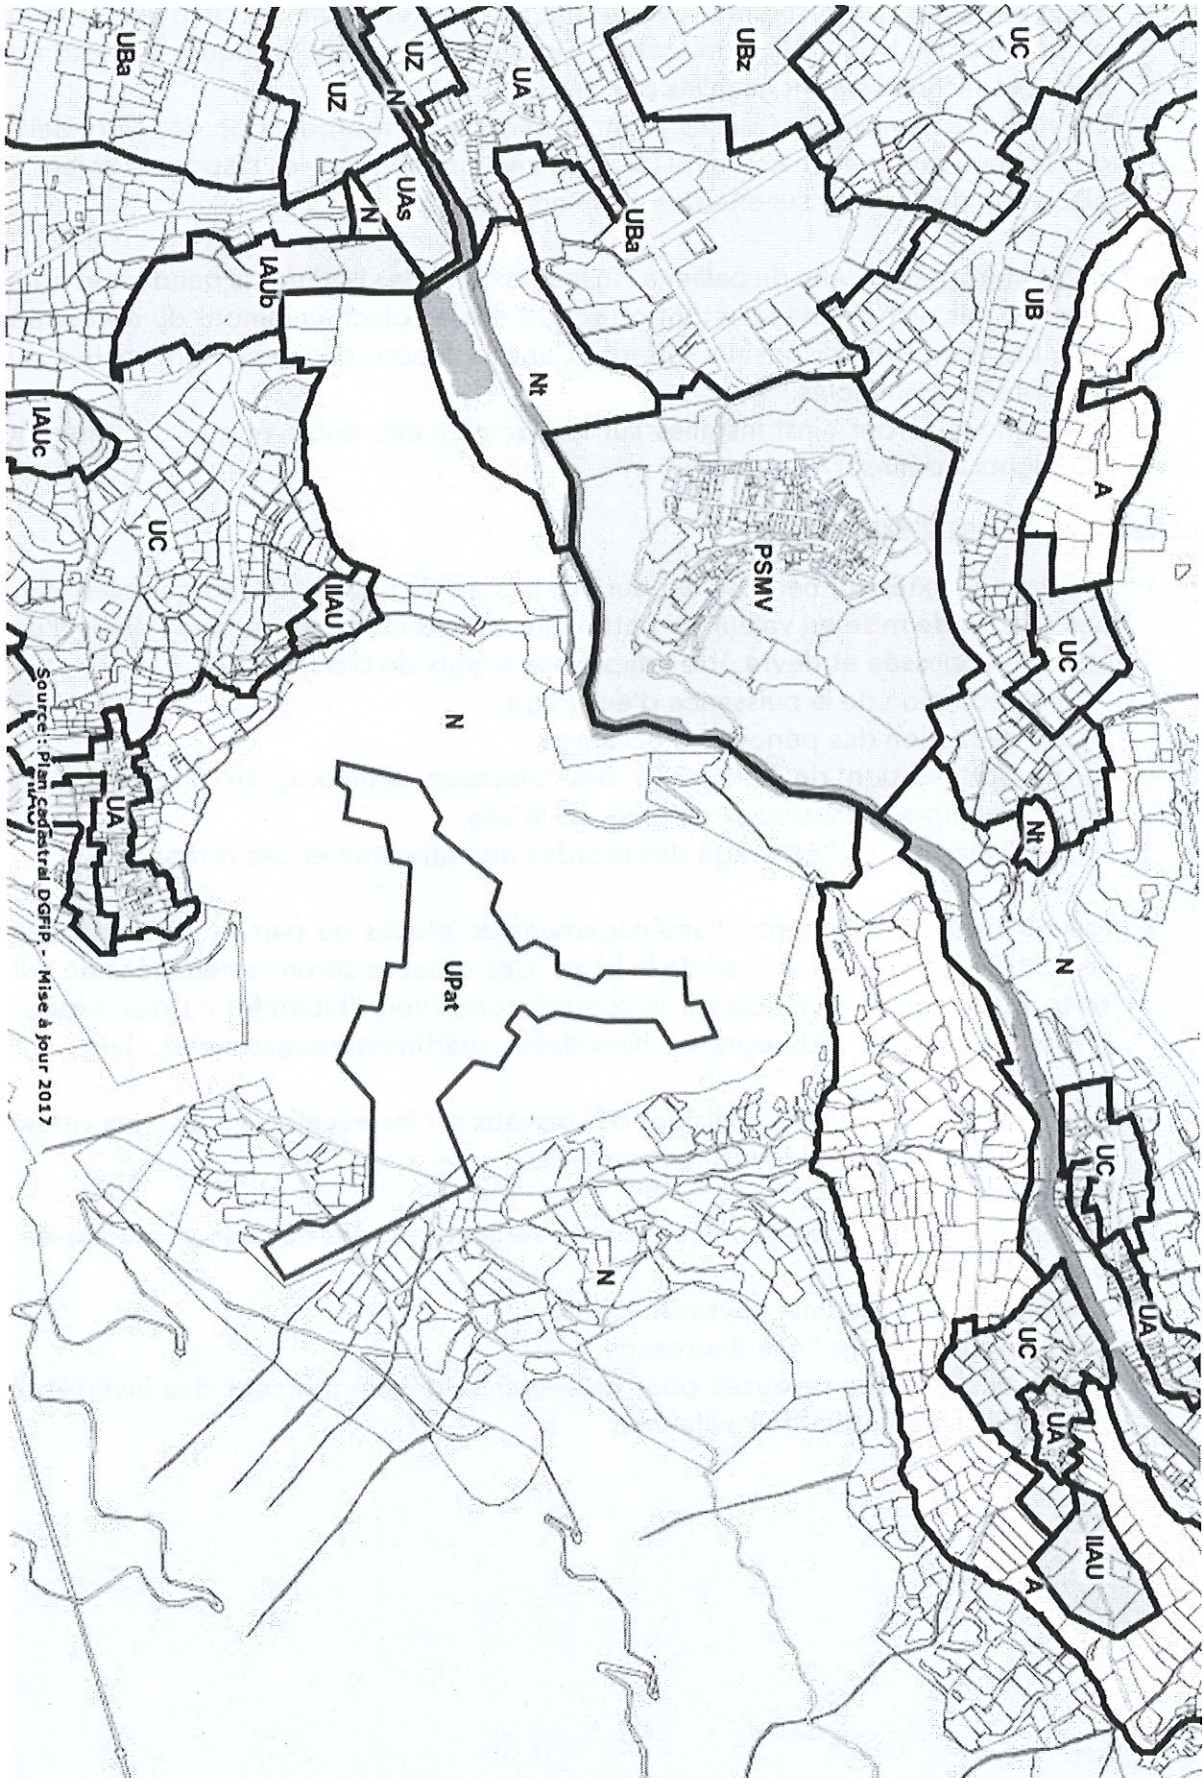 UA
UC
A
IIAU
UC
N
UA
Nt
UB
A
UC
UC
UBz
PSMV
UBa
N
Nt
UA
UZ
UAs
N
N
UPat
N
UZ
IIAU
IAUb
UC
UBa
UA
IAUc
Source : Plan cadastral DGFiP - Mise à jour 2017